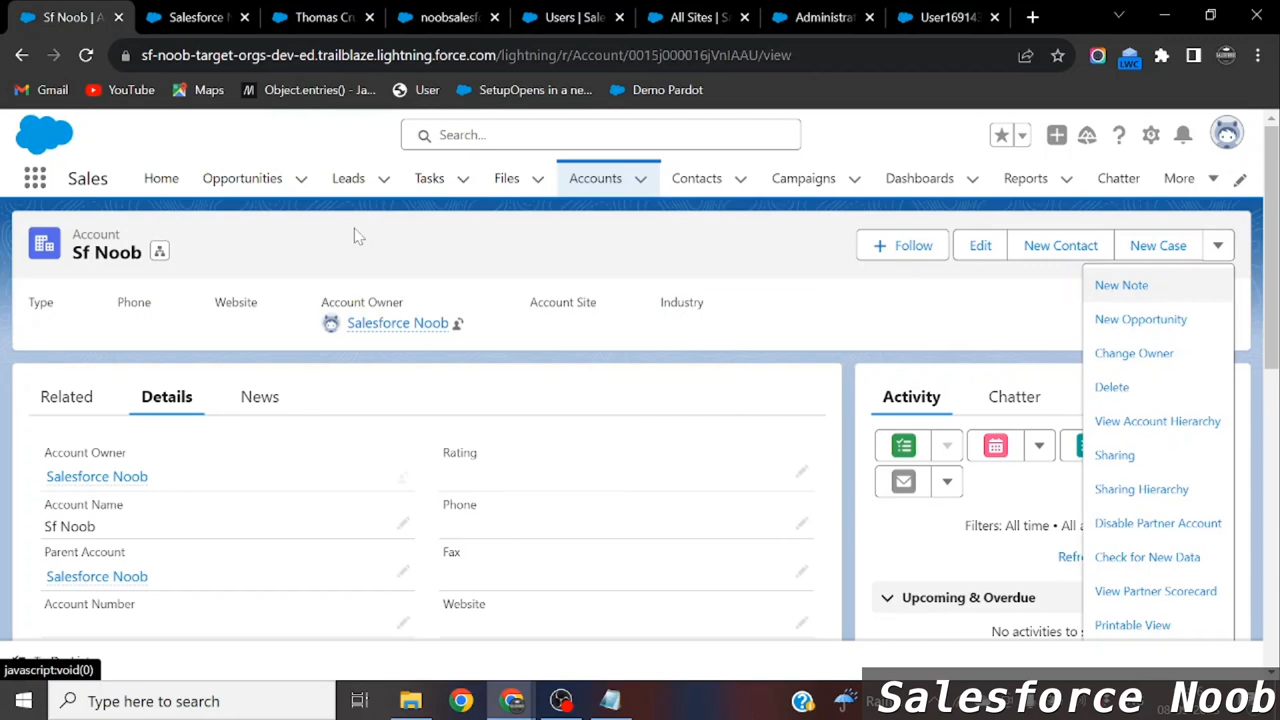 Sf Noob | A
Salesforce N
Thomas Cru
noobsalesf
Users | Sale
All Sites | S
Administra
User16914
sf-noob-target-orgs-dev-ed.trailblaze.lightning.force.com/lightning/r/Account/0015j000016jVnIAAU/view
LWC
Gmail
YouTube
Maps
Object.entries() - Ja...
User
SetupOpens in a ne...
Demo Pardot
Search...
Sales
Home
Opportunities
Leads
Tasks
Files
Accounts
Contacts
Campaigns
Dashboards
Reports
Chatter
More
Account
Sf Noob
Follow
Edit
New Contact
New Case
Type
Phone
Website
Account Owner
Account Site
Industry
Salesforce Noob
New Note
New Opportunity
Change Owner
Delete
View Account Hierarchy
Sharing
Sharing Hierarchy
Disable Partner Account
Check for New Data
View Partner Scorecard
Printable View
Related
Details
News
Account Owner
Salesforce Noob
Rating
Account Name
Sf Noob
Phone
Parent Account
Salesforce Noob
Fax
Account Number
Website
Activity
Chatter
Filters: All time • All a
Refre
Upcoming & Overdue
No activities to s
javascript:void(0)
Type here to search
Salesforce Noob